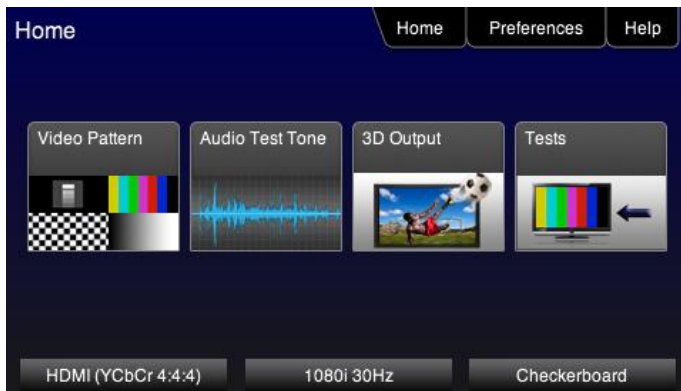 Home
Home
Preferences
Help
Video Pattern
Audio Test Tone
3D Output
Tests
HDMI (YCbCr 4:4:4)
1080i 30Hz
Checkerboard